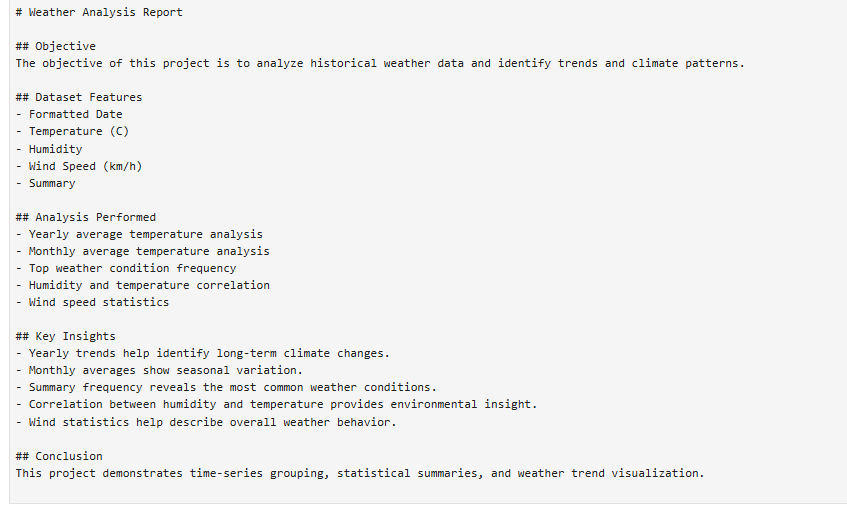 # Weather Analysis Report
## Objective
The objective of this project is to analyze historical weather data and identify trends and climate patterns.
## Dataset Features
- Formatted Date
- Temperature (C)
- Humidity
- Wind Speed (km/h)
- Summary
## Analysis Performed
- Yearly average temperature analysis
- Monthly average temperature analysis
- Top weather condition frequency
- Humidity and temperature correlation
- Wind speed statistics
## Key Insights
- Yearly trends help identify long-term climate changes.
- Monthly averages show seasonal variation.
- Summary frequency reveals the most common weather conditions.
- Correlation between humidity and temperature provides environmental insight.
- Wind statistics help describe overall weather behavior.
## Conclusion
This project demonstrates time-series grouping, statistical summaries, and weather trend visualization.